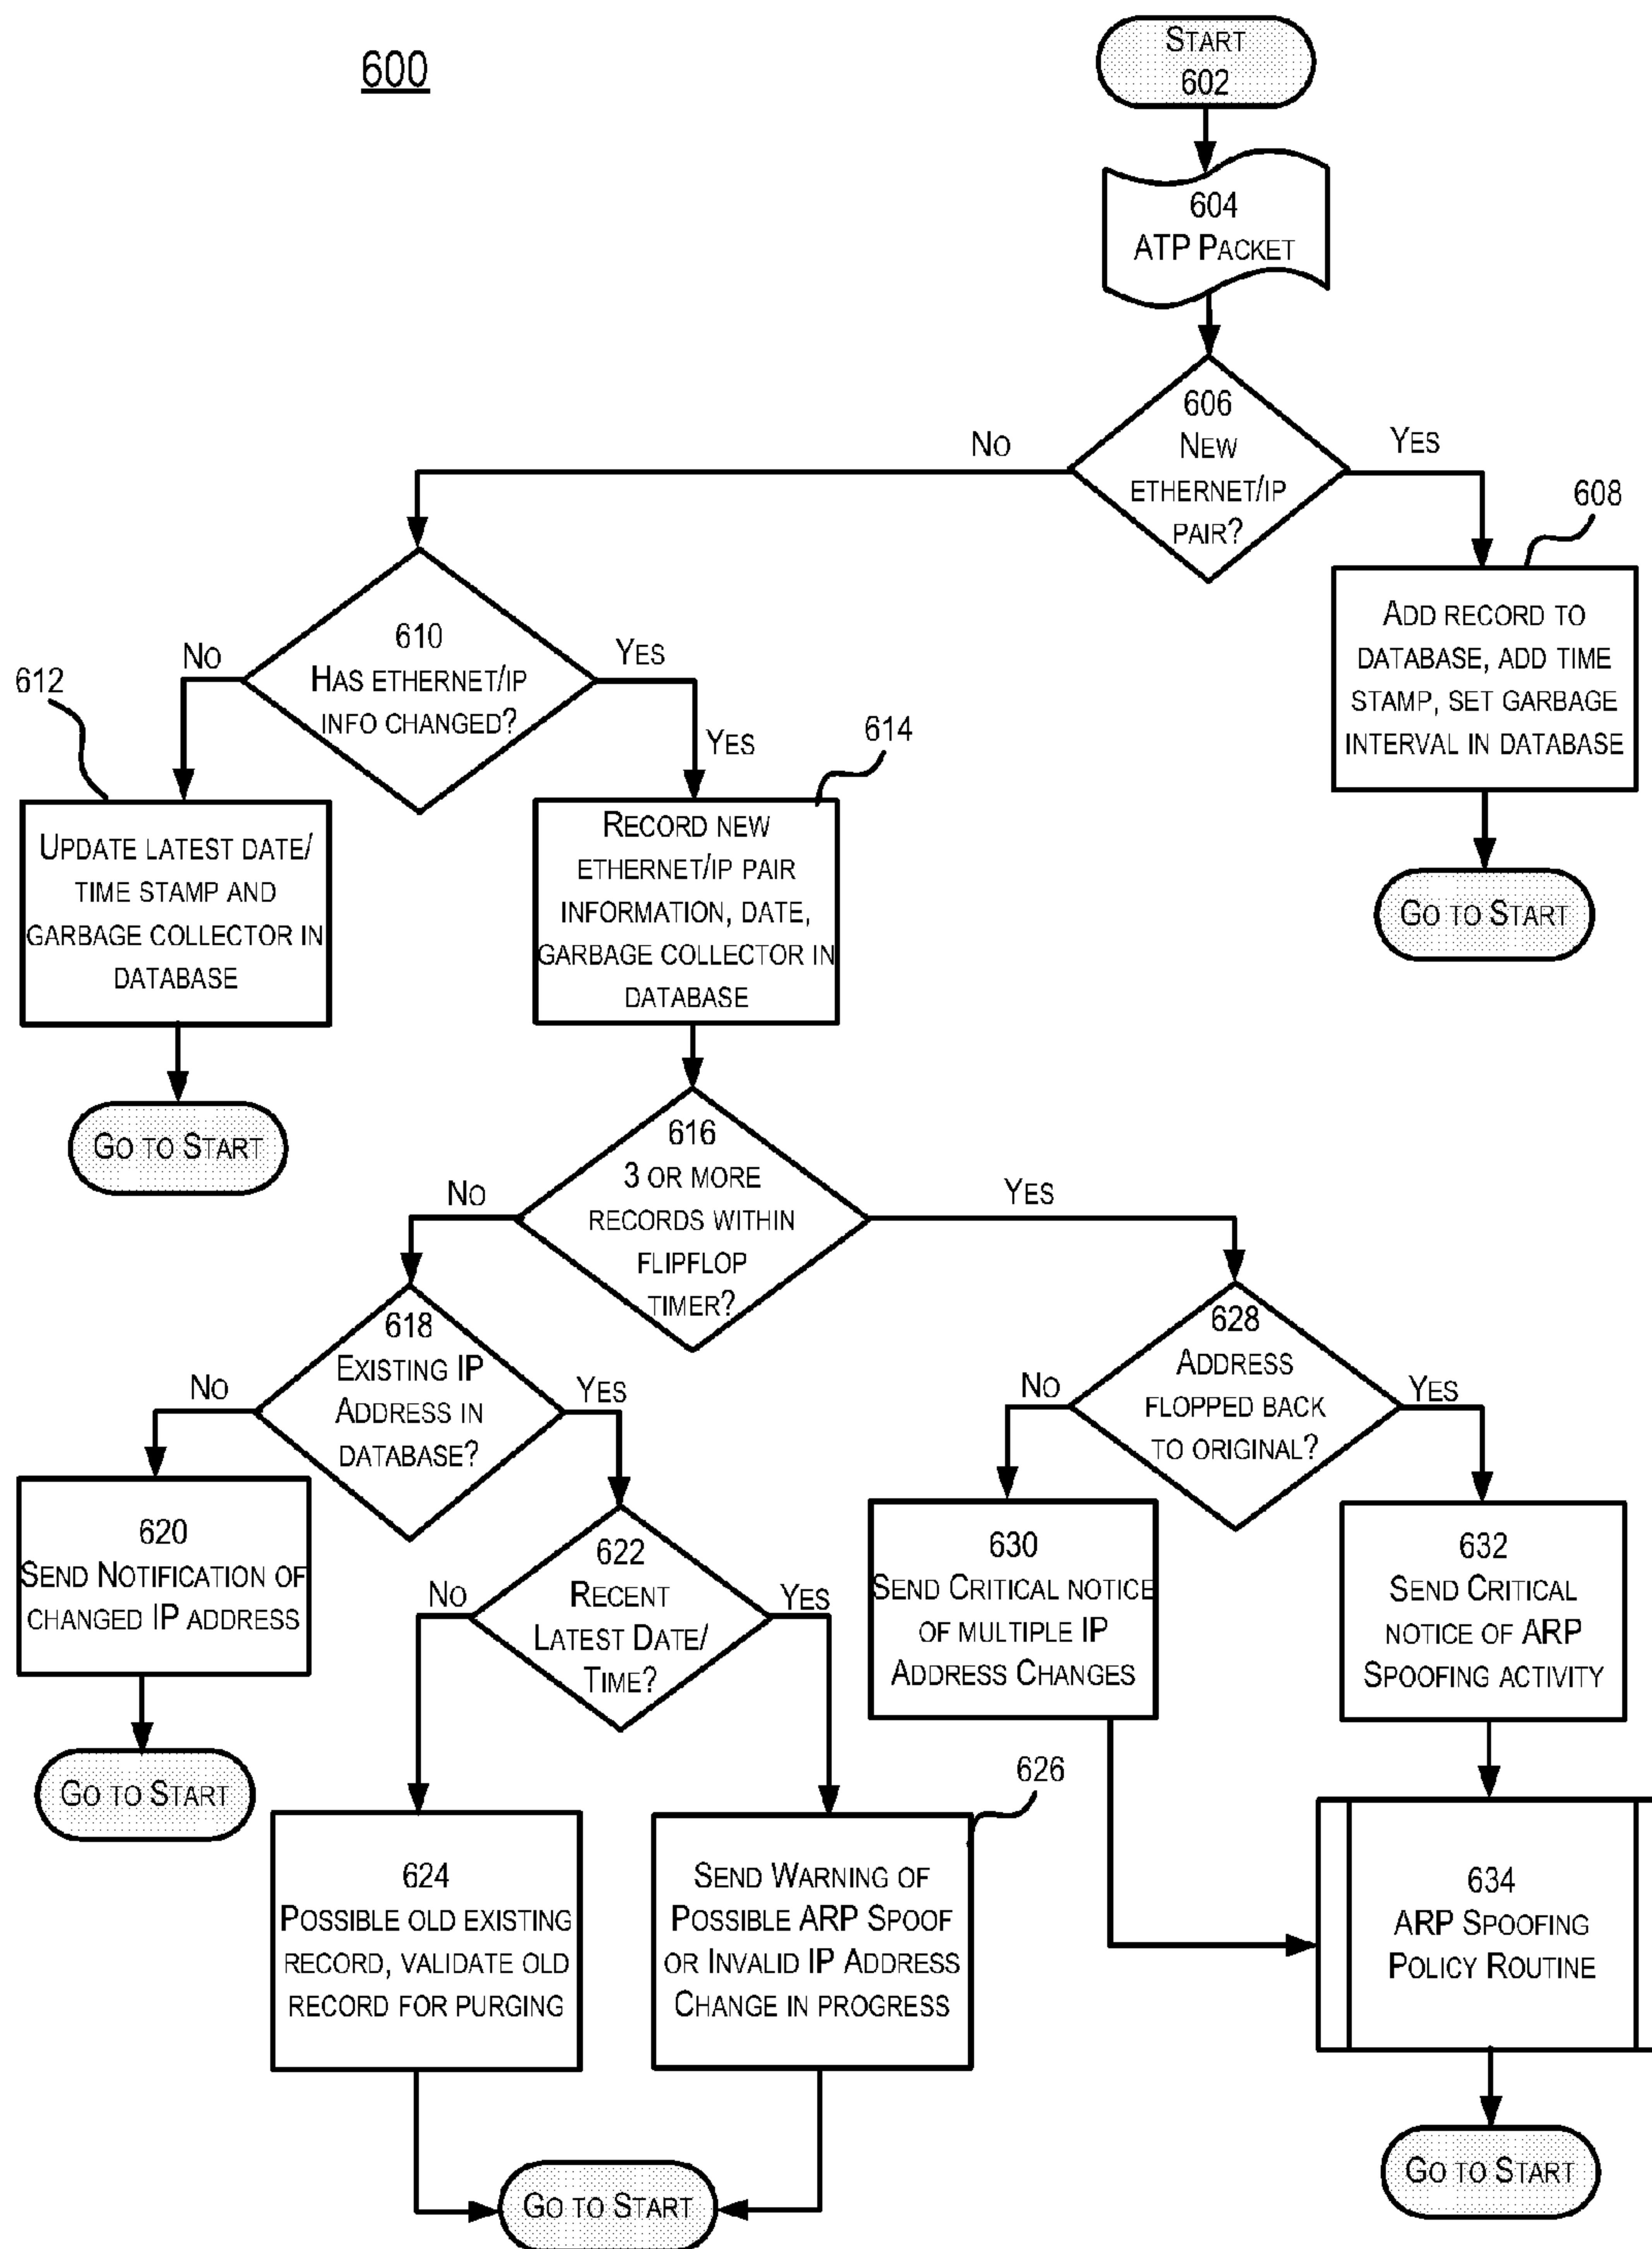 600
START
602
604
ATP PACKET
606
NEW
ETHERNET/IP
PAIR?
NO
YES
608
ADD RECORD TO
DATABASE, ADD TIME
STAMP, SET GARBAGE
INTERVAL IN DATABASE
GO TO START
610
HAS ETHERNET/IP
INFO CHANGED?
NO
YES
YES
612
UPDATE LATEST DATE/
TIME STAMP AND
GARBAGE COLLECTOR IN
DATABASE
GO TO START
614
RECORD NEW
ETHERNET/IP PAIR
INFORMATION, DATE,
GARBAGE COLLECTOR IN
DATABASE
616
3 OR MORE
RECORDS WITHIN
FLIPFLOP
TIMER?
NO
YES
618
EXISTING IP
ADDRESS IN
DATABASE?
NO
YES
620
SEND NOTIFICATION OF
CHANGED IP ADDRESS
GO TO START
622
RECENT
LATEST DATE/
TIME?
NO
YES
624
POSSIBLE OLD EXISTING
RECORD, VALIDATE OLD
RECORD FOR PURGING
626
SEND WARNING OF
POSSIBLE ARP SPOOF
OR INVALID IP ADDRESS
CHANGE IN PROGRESS
GO TO START
628
ADDRESS
FLOPPED BACK
TO ORIGINAL?
NO
YES
630
SEND CRITICAL NOTICE
OF MULTIPLE IP
ADDRESS CHANGES
632
SEND CRITICAL
NOTICE OF ARP
SPOOFING ACTIVITY
634
ARP SPOOFING
POLICY ROUTINE
GO TO START